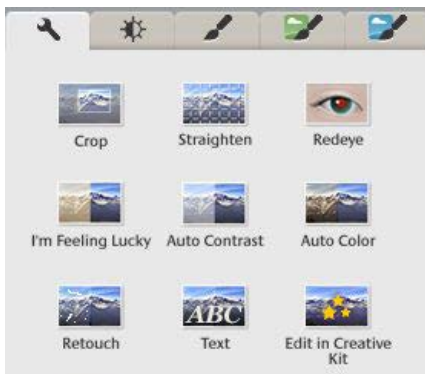 Crop Straighten Redeye
I'm Feeling Lucky Auto Contrast Auto Color
ABC
Retouch Text Edit in Creative
Kit